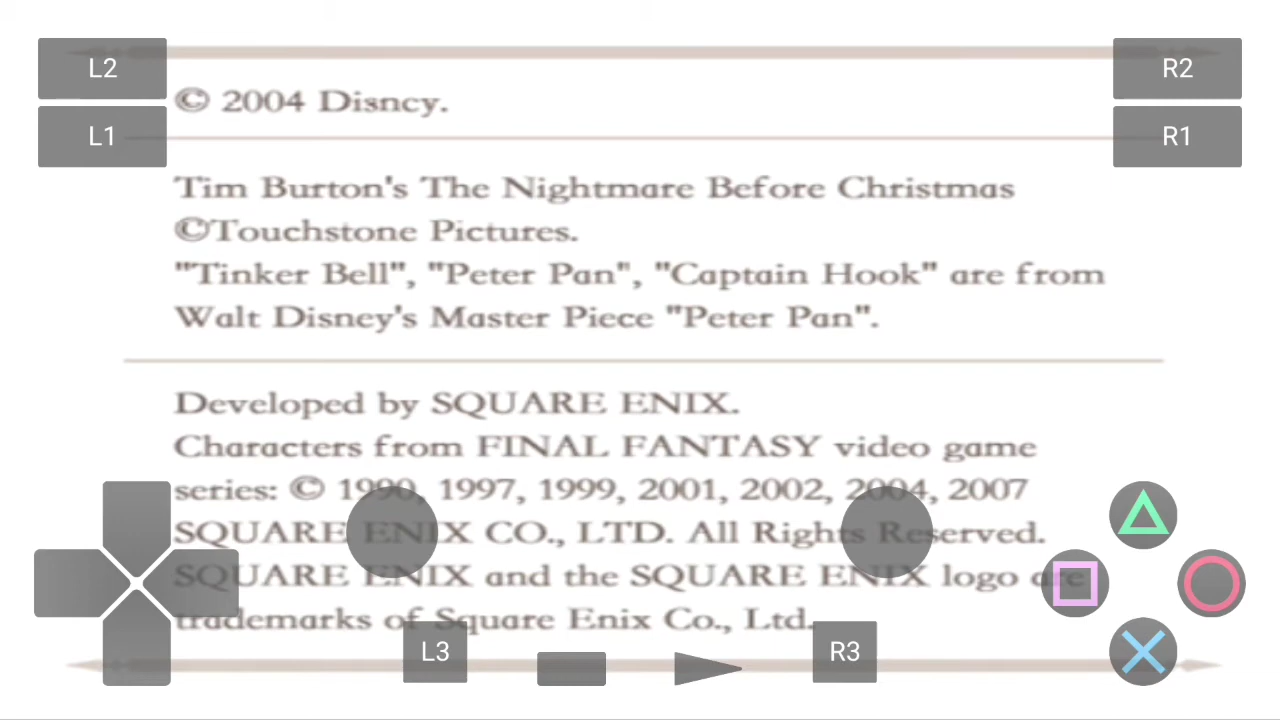 L2
R2
© 2004 Disney.
L1
R1
Tim Burton's The Nightmare Before Christmas
©Touchstone Pictures.
"Tinker Bell", "Peter Pan", "Captain Hook" are from
Walt Disney's Master Piece "Peter Pan".
Developed by SQUARE ENIX.
Characters from FINAL FANTASY video game
series: © 1990, 1997, 1999, 2001, 2002, 2004, 2007
SQUARE ENIX CO., LTD. All Rights Reserved.
SQUARE ENIX and the SQUARE ENIX logo are
trademarks of Square Enix Co., Ltd.
L3
R3